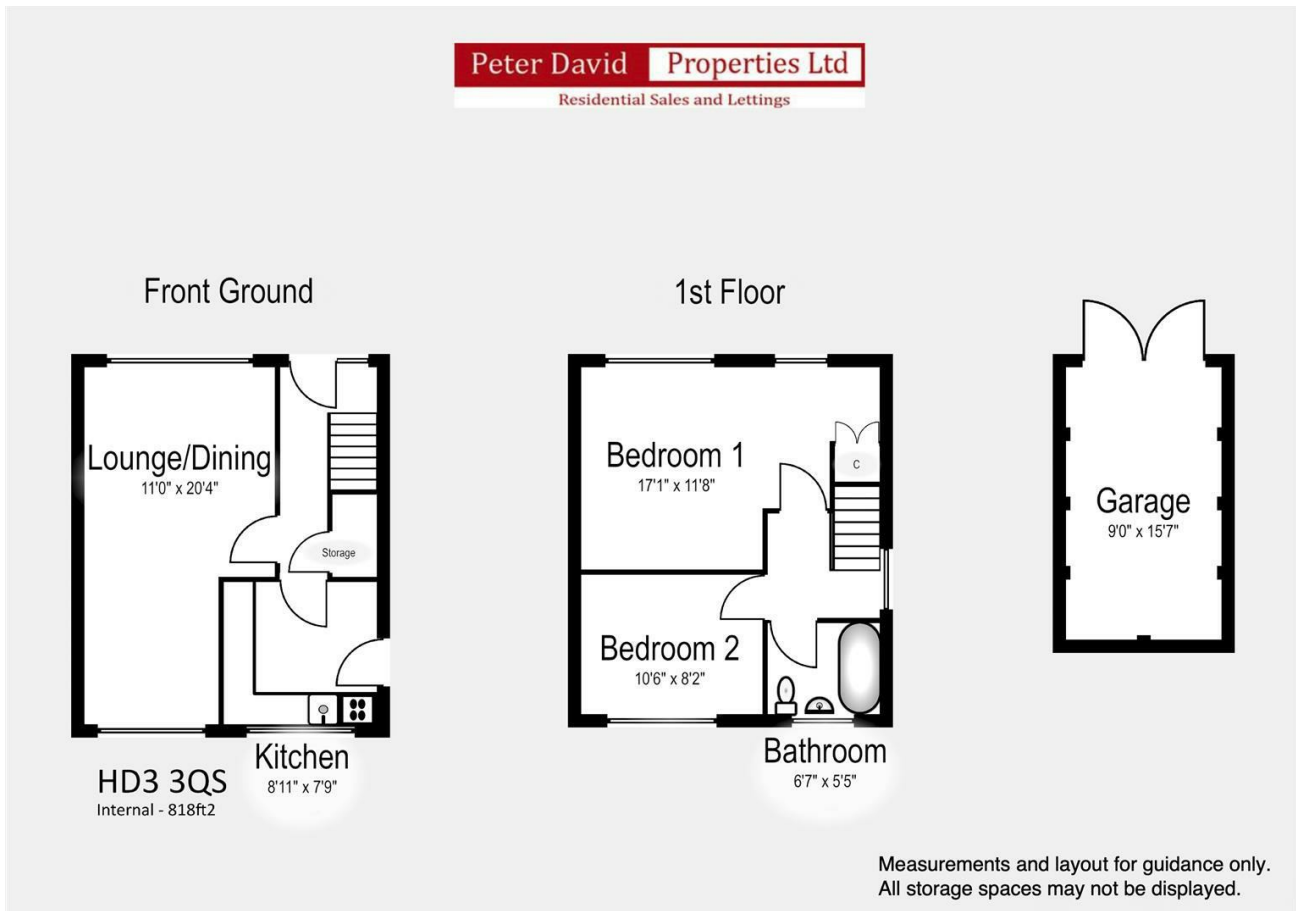 Peter David Properties Ltd
Residential Sales and Lettings
Front Ground
1st Floor
Lounge/Dining
11'0" x 20'4"
Storage
Kitchen
8'11" x 7'9"
HD3 3QS
Internal - 818ft2
Bedroom 1
17'1" x 11'8"
C
Bedroom 2
10'6" x 8'2"
Bathroom
6'7" x 5'5"
Garage
9'0" x 15'7"
Measurements and layout for guidance only.
All storage spaces may not be displayed.